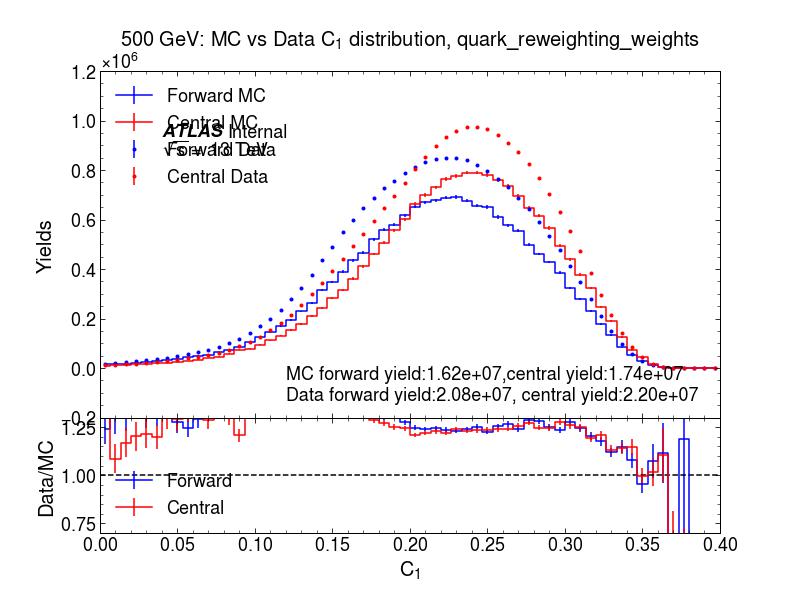 500 GeV: MC vs Data C₁ distribution, quark_reweighting_weights
×10⁶
1.2
1.0
0.8
0.6
0.4
0.2
0.0
0.2
Yields
Forward MC
Central MC
ATLAS Internal
√s = 13 TeV
Forward Data
Central Data
MC forward yield:1.62e+07,central yield:1.74e+07
Data forward yield:2.08e+07, central yield:2.20e+07
1.25
1.00
0.75
Data/MC
Forward
Central
0.00 0.05 0.10 0.15 0.20 0.25 0.30 0.35 0.40
C₁